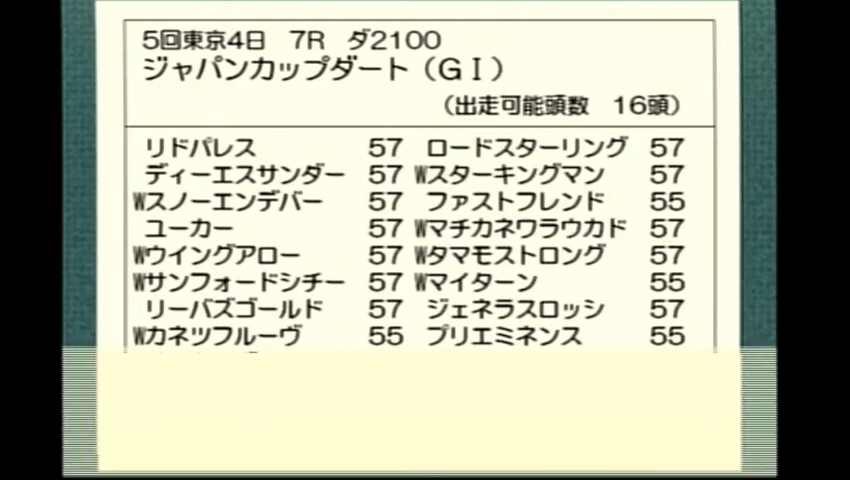 5回東京4日 7R ダ2100
ジャパンカップダート(GⅠ)
(出走可能頭数 16頭)
リドパレス 57 ロードスターリング 57
ディーエスサンダー 57 Wスターキングマン 57
Wスノーエンデバー 57 ファストフレンド 55
ユーカー 57 Wマチカネワラウカド 57
Wウイングアロー 57 Wタマモストロング 57
Wサンフォードシチー 57 Wマイターン 55
リーバズゴールド 57 ジェネラスロッシ 57
Wカネツフルーヴ 55 プリエミネンス 55